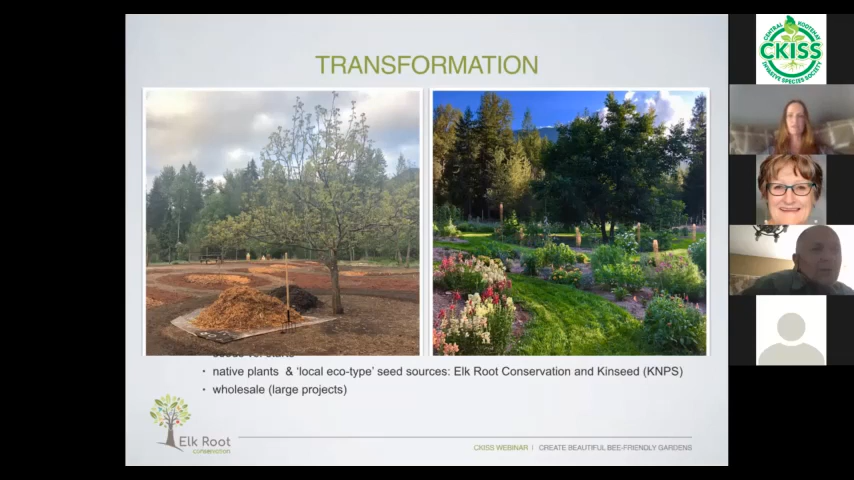 TRANSFORMATION
native plants & 'local eco-type' seed sources: Elk Root Conservation and Kinseed (KNPS)
wholesale (large projects)
Elk Root
conservation
CKISS WEBINAR | CREATE BEAUTIFUL BEE-FRIENDLY GARDENS
CENTRAL KOOTENAY
CKISS
INVASIVE SPECIES SOCIETY